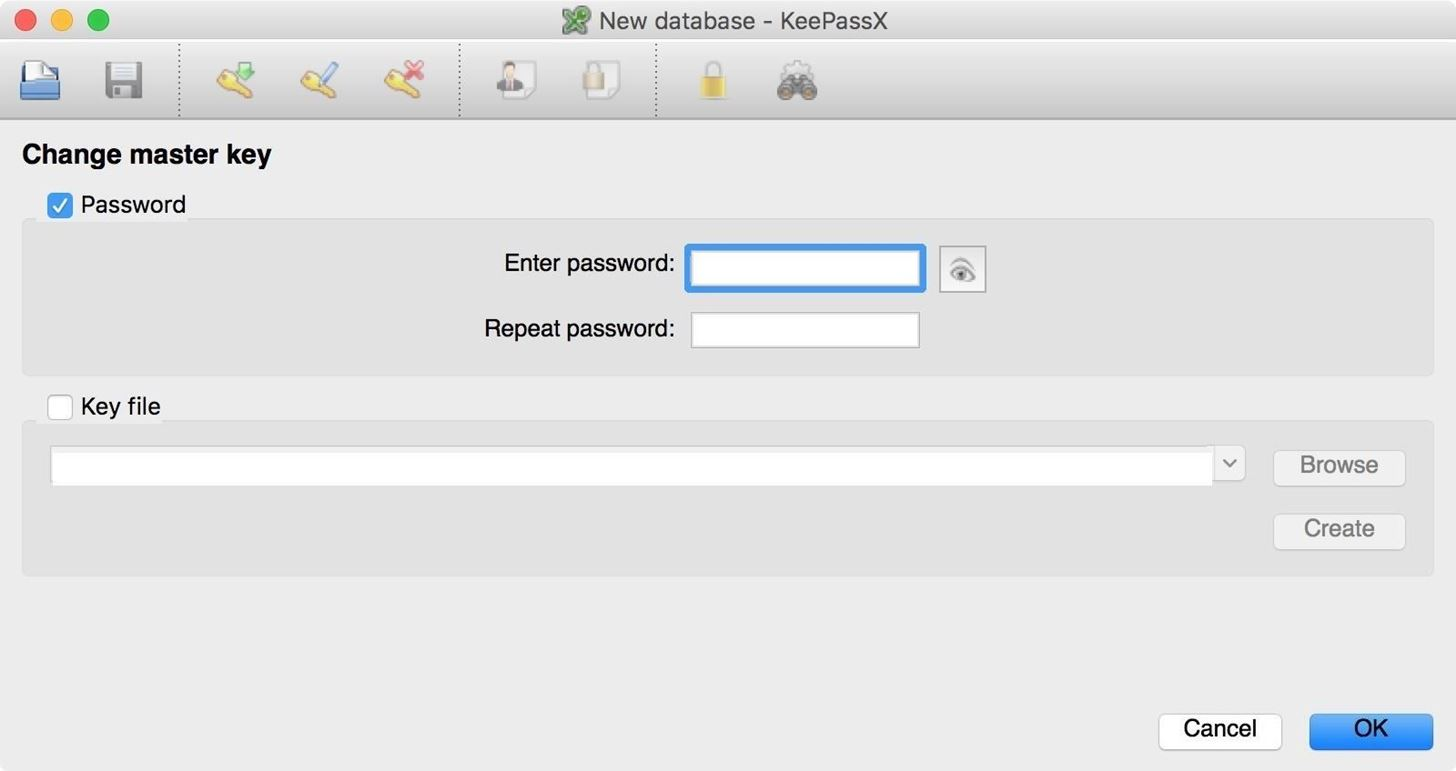 New database - KeePassX
Change master key
Password
Enter password:
Repeat password:
Key file
Browse
Create
Cancel
OK